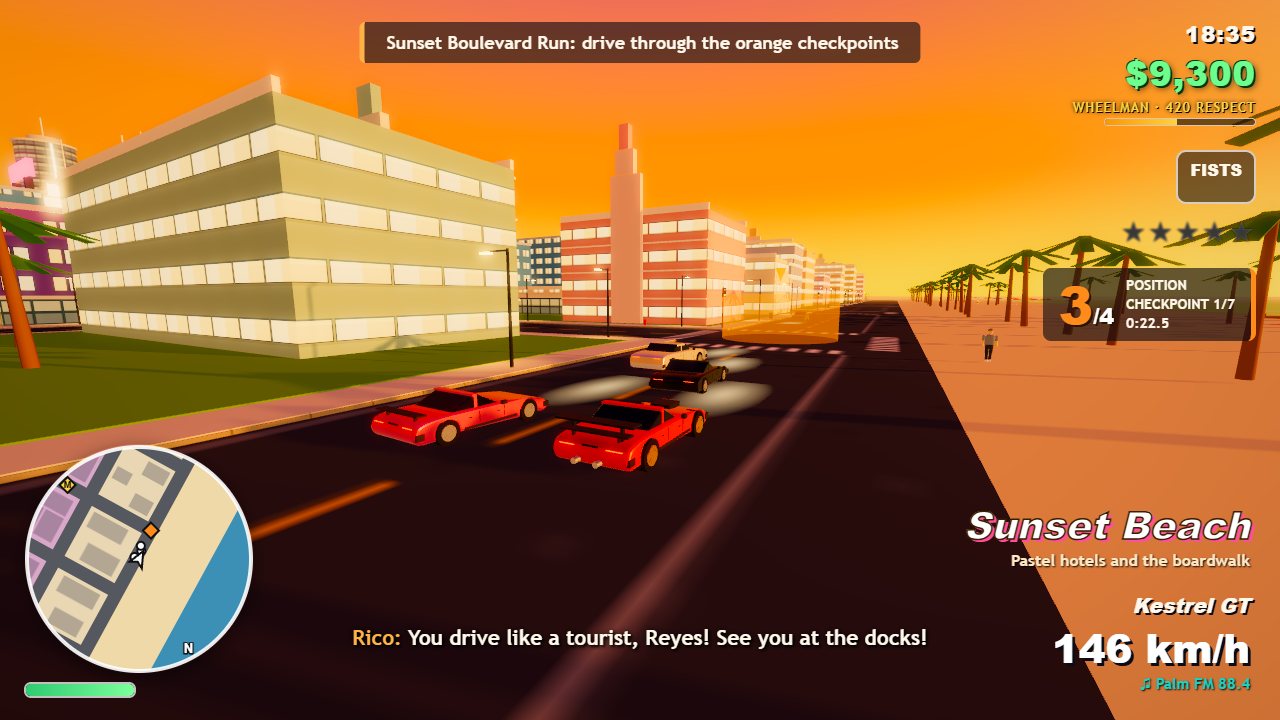 Sunset Boulevard Run: drive through the orange checkpoints
18:35
$9,300
WHEELMAN · 420 RESPECT
FISTS
3/4
POSITION
CHECKPOINT 1/7
0:22.5
Sunset Beach
Pastel hotels and the boardwalk
Kestrel GT
146 km/h
♫ Palm FM 88.4
Rico: You drive like a tourist, Reyes! See you at the docks!
M
N